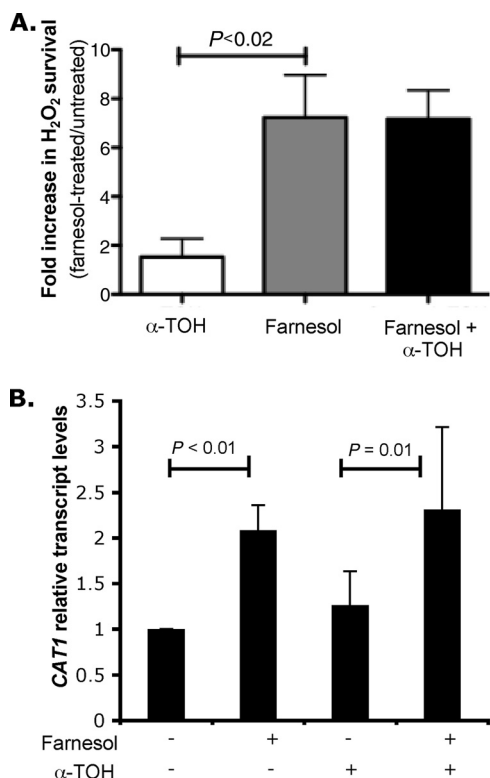 A.
P<0.02
Fold increase in H₂O₂ survival
(farnesol-treated/untreated)
10
8
6
4
2
0
α-TOH
Farnesol
Farnesol +
α-TOH
B.
CAT1 relative transcript levels
3.5
3
2.5
2
1.5
1
0.5
0
P < 0.01
P = 0.01
Farnesol - + - +
α-TOH - - + +